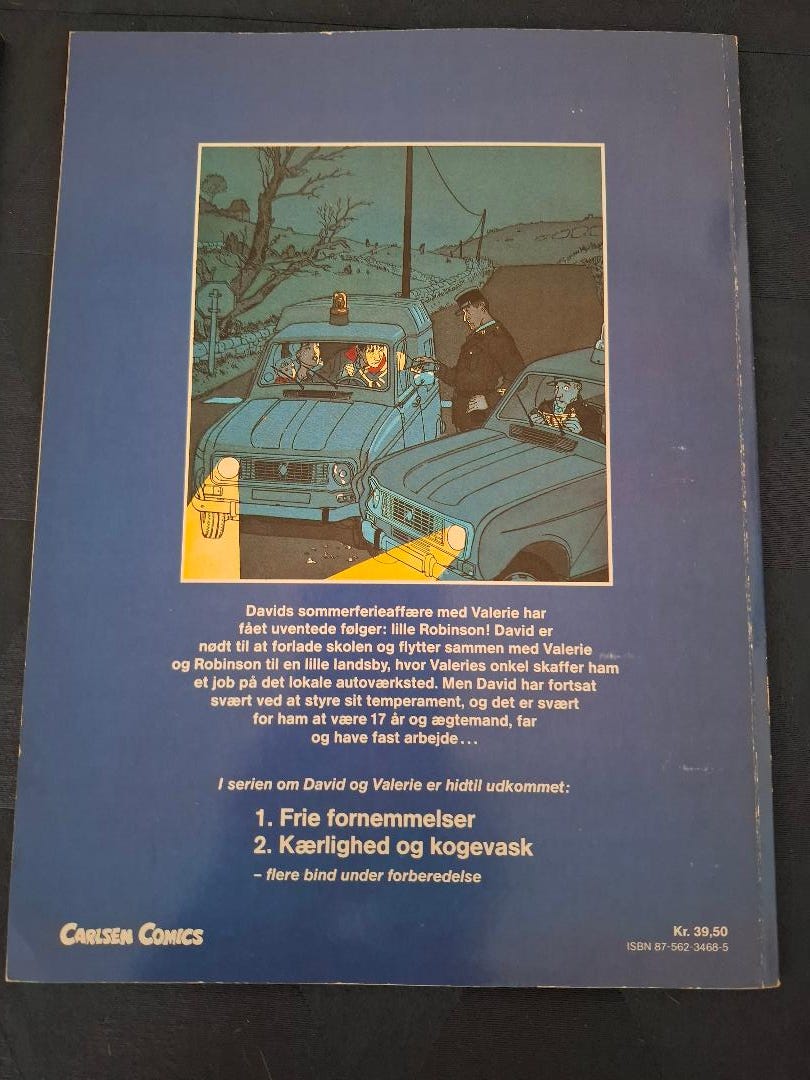 Davids sommerferieaffære med Valerie har
fået uventede følger: lille Robinson! David er
nødt til at forlade skolen og flytter sammen med Valerie
og Robinson til en lille landsby, hvor Valeries onkel skaffer ham
et job på det lokale autoværksted. Men David har fortsat
svært ved at styre sit temperament, og det er svært
for ham at være 17 år og ægtemand, far
og have fast arbejde...
I serien om David og Valerie er hidtil udkommet:
1. Frie fornemmelser
2. Kærlighed og kogevask
– flere bind under forberedelse
CARLSEN COMICS
Kr. 39,50
ISBN 87-562-3468-5